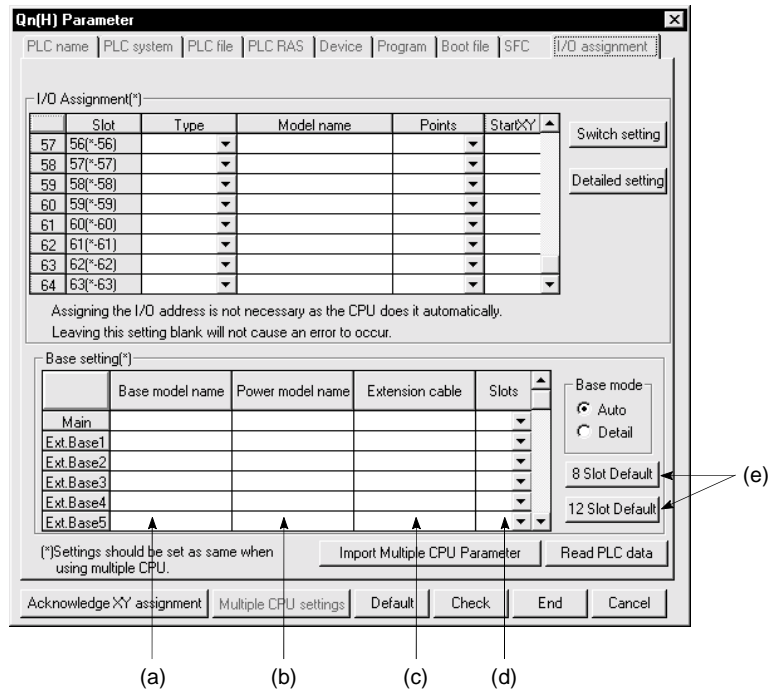 Qn(H) Parameter
PLC name PLC system PLC file PLC RAS Device Program Boot file SFC I/O assignment
I/O Assignment(*)
Slot Type Model name Points StartXY
57 56(*-56)
58 57(*-57)
59 58(*-58)
60 59(*-59)
61 60(*-60)
62 61(*-61)
63 62(*-62)
64 63(*-63)
Switch setting
Detailed setting
Assigning the I/O address is not necessary as the CPU does it automatically.
Leaving this setting blank will not cause an error to occur.
Base setting(*)
Base model name Power model name Extension cable Slots
Main
Ext.Base1
Ext.Base2
Ext.Base3
Ext.Base4
Ext.Base5
Base mode
Auto
Detail
8 Slot Default
12 Slot Default
(e)
(*)Settings should be set as same when
using multiple CPU.
Import Multiple CPU Parameter Read PLC data
Acknowledge XY assignment Multiple CPU settings Default Check End Cancel
(a) (b) (c) (d)